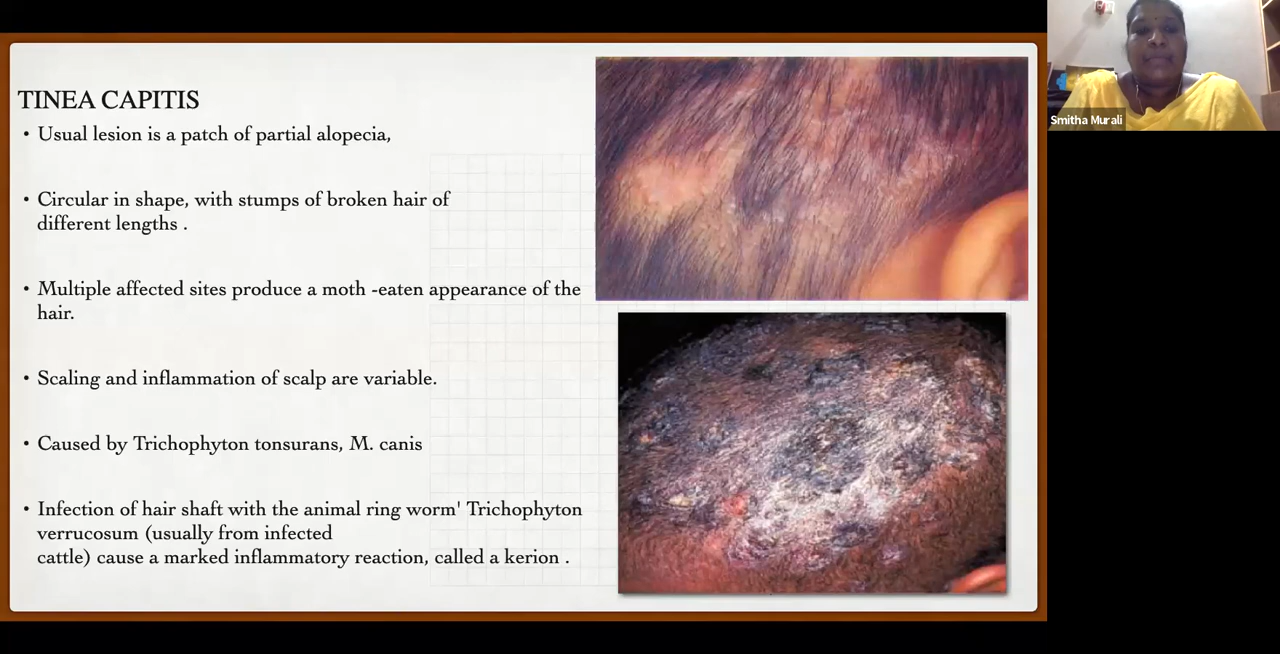 TINEA CAPITIS
• Usual lesion is a patch of partial alopecia,
• Circular in shape, with stumps of broken hair of
different lengths .
• Multiple affected sites produce a moth -eaten appearance of the
hair.
• Scaling and inflammation of scalp are variable.
• Caused by Trichophyton tonsurans, M. canis
• Infection of hair shaft with the animal ring worm' Trichophyton
verrucosum (usually from infected
cattle) cause a marked inflammatory reaction, called a kerion .
Smitha Murali